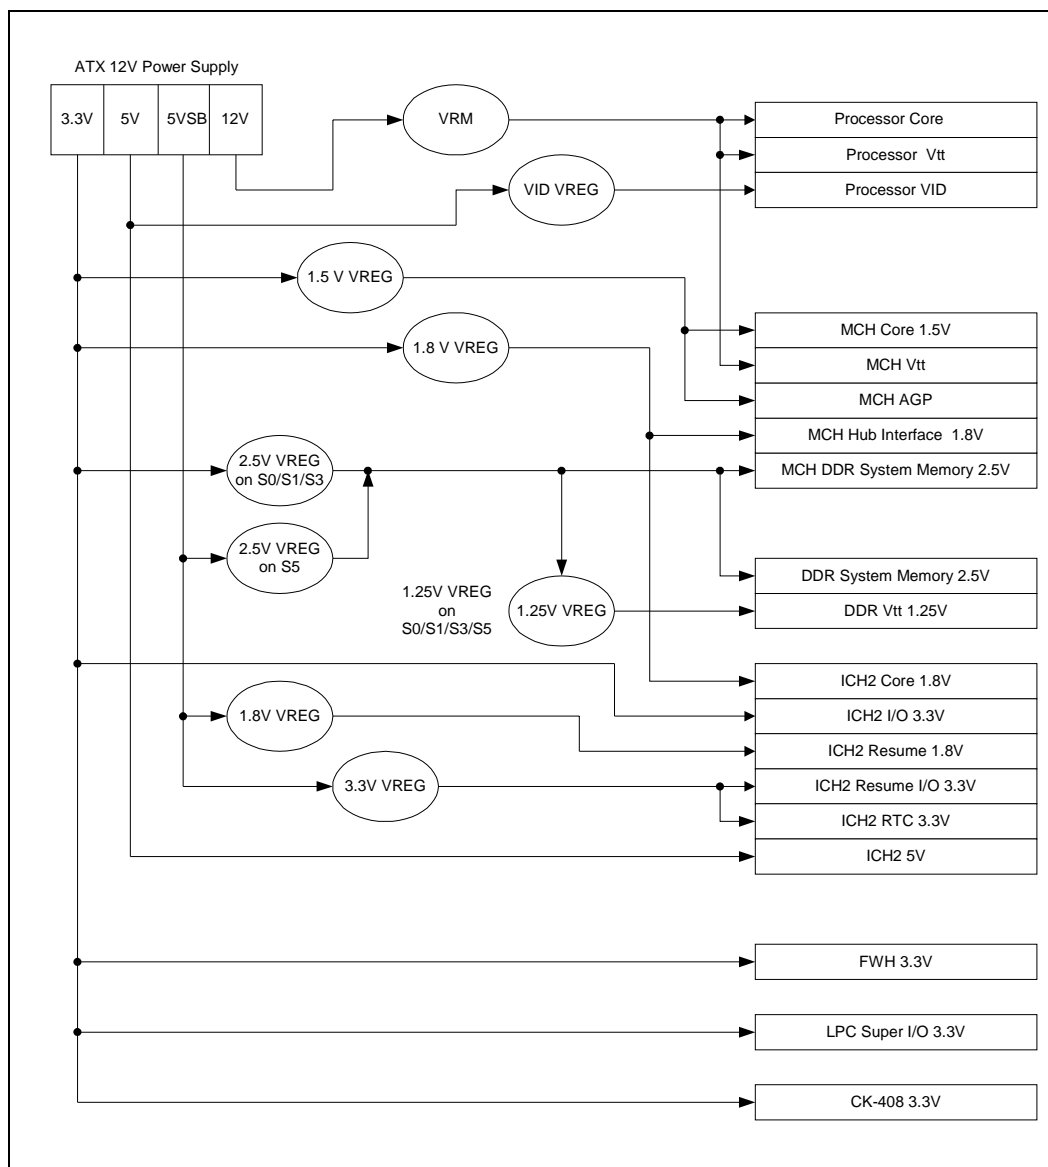 ATX 12V Power Supply
3.3V
5V
5VSB
12V
VRM
Processor Core
Processor Vtt
VID VREG
Processor VID
1.5 V VREG
MCH Core 1.5V
1.8 V VREG
MCH Vtt
MCH AGP
MCH Hub Interface 1.8V
2.5V VREG
on S0/S1/S3
MCH DDR System Memory 2.5V
2.5V VREG
on S5
DDR System Memory 2.5V
1.25V VREG
on
S0/S1/S3/S5
1.25V VREG
DDR Vtt 1.25V
ICH2 Core 1.8V
1.8V VREG
ICH2 I/O 3.3V
ICH2 Resume 1.8V
3.3V VREG
ICH2 Resume I/O 3.3V
ICH2 RTC 3.3V
ICH2 5V
FWH 3.3V
LPC Super I/O 3.3V
CK-408 3.3V